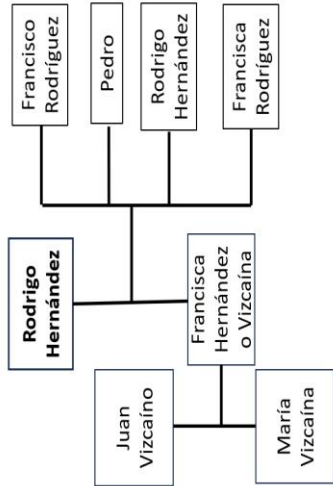 María
Vizcaína
Juan
Vizcaíno
Francisca
Hernández
o Vizcaína
Rodrigo
Hernández
Francisca
Rodríguez
Rodrigo
Hernández
Pedro
Francisco
Rodríguez